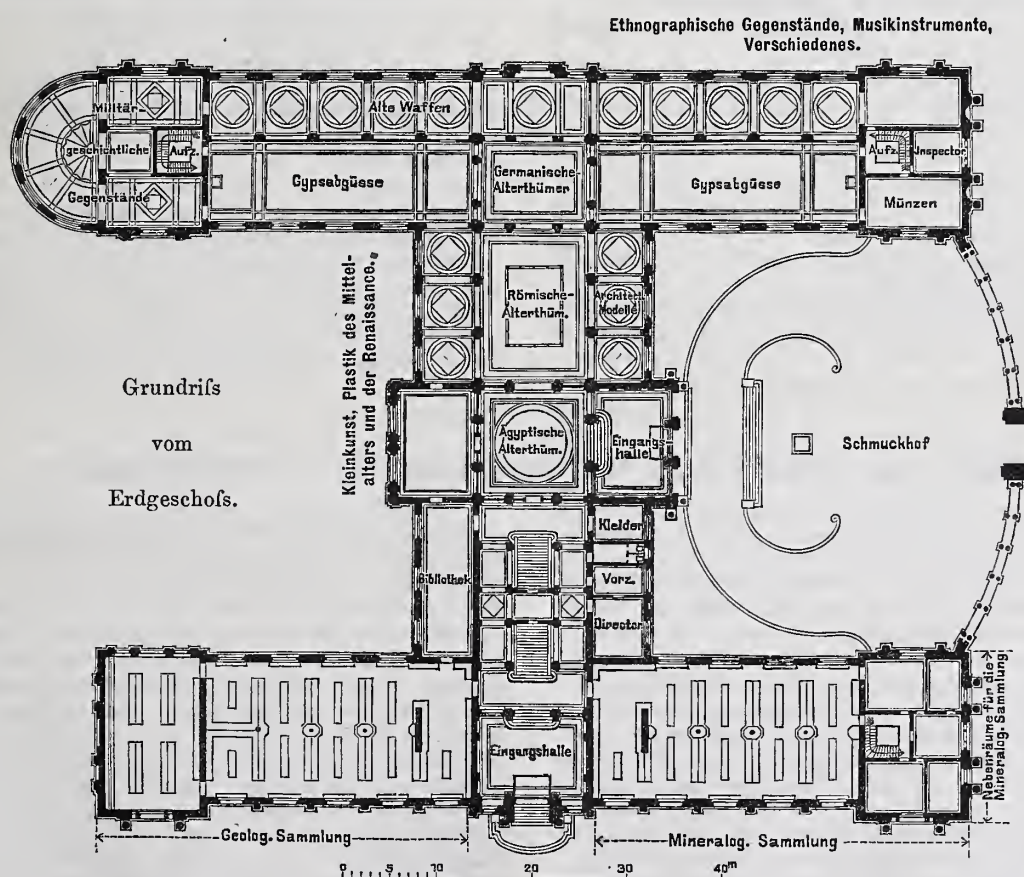 Ethnographische Gegenstände, Musikinstrumente,
Verschiedenes.
Militär-
geschichtliche
Gegenstände
Aufz.
Alte Waffen
Gypsabgüsse
Germanische-
Alterthümer
Gypsabgüsse
Aufz.
Inspector
Münzen
Kleinkunst, Plastik des Mittel-
alters und der Renaissance.
Römische-
Alterthüm.
Architect.
Modelle
Grundriſs
vom
Erdgeschoſs.
Ägyptische
Alterthüm.
Eingangs
halle
Schmuckhof
Bibliothek
Kleider
Vorz.
Director
Eingangshalle
Nebenräume für die
Mineralog. Sammlung
Geolog. Sammlung
Mineralog. Sammlung
0 5 10 20 30 40m